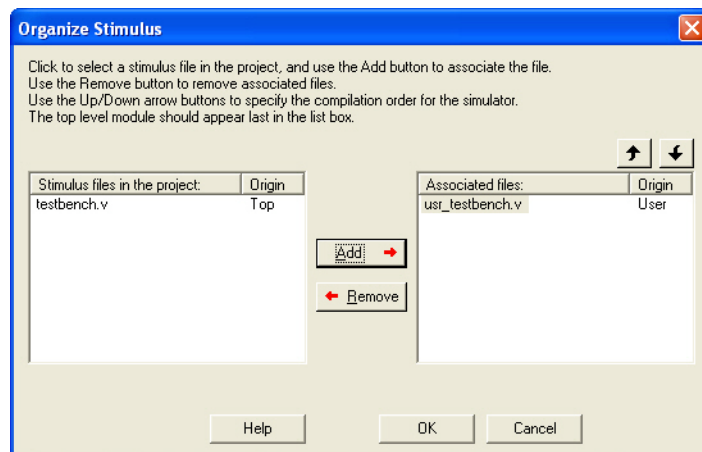 Organize Stimulus
Click to select a stimulus file in the project, and use the Add button to associate the file.
Use the Remove button to remove associated files.
Use the Up/Down arrow buttons to specify the compilation order for the simulator.
The top level module should appear last in the list box.
Stimulus files in the project: Origin
testbench.v Top
Associated files: Origin
usr_testbench.v User
Add
Remove
Help OK Cancel